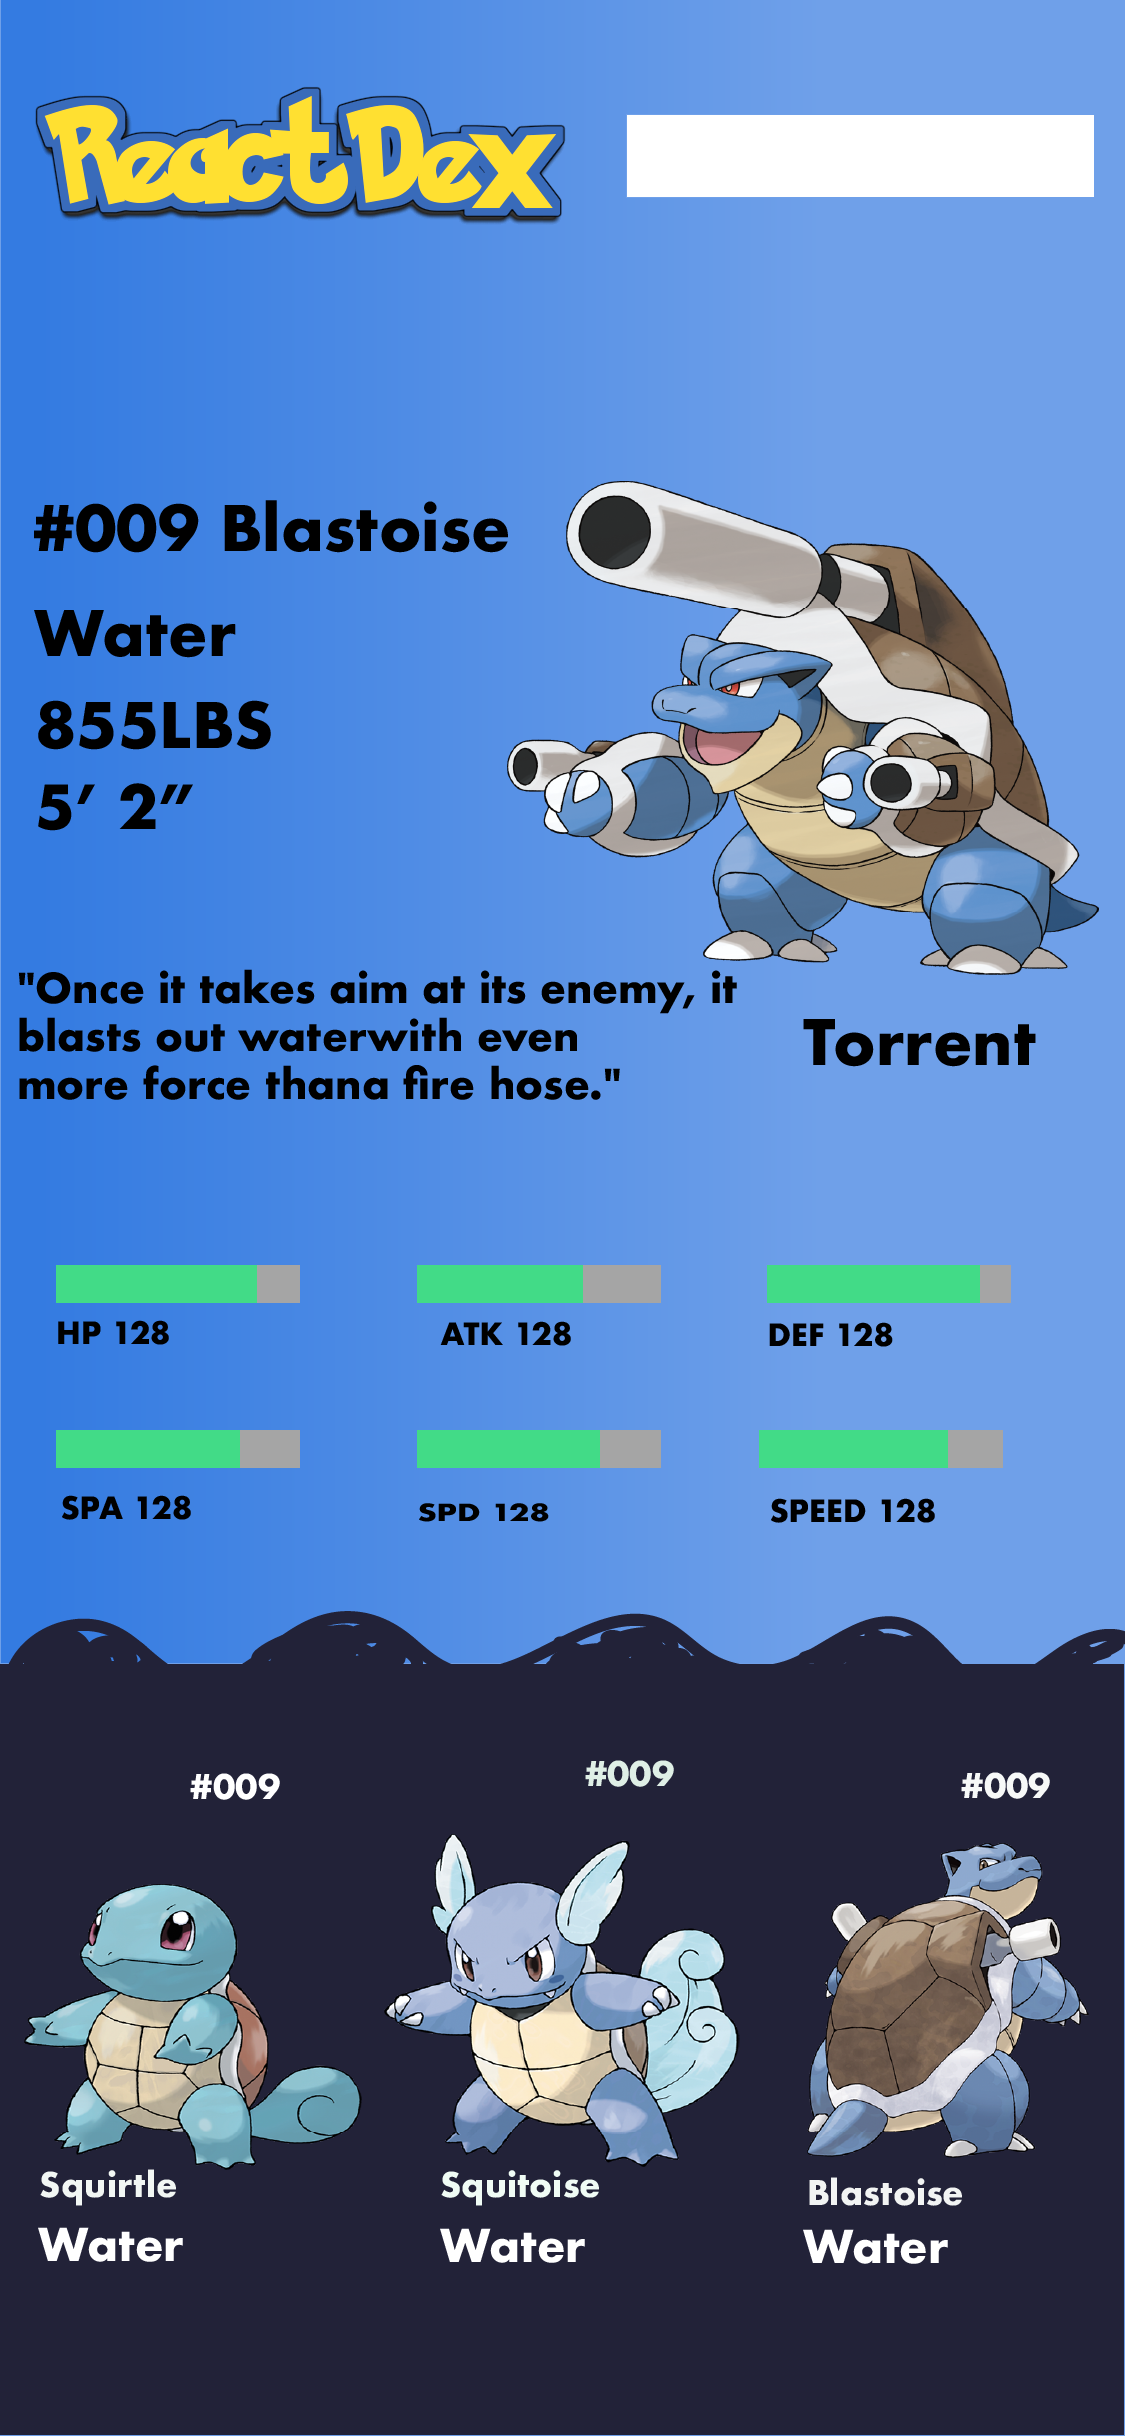 ReactDex
#009 Blastoise
Water
855LBS
5’ 2”
"Once it takes aim at its enemy, it
blasts out waterwith even
more force thana fire hose."
Torrent
HP 128
ATK 128
DEF 128
SPA 128
SPD 128
SPEED 128
#009
#009
#009
Squirtle
Squitoise
Blastoise
Water
Water
Water